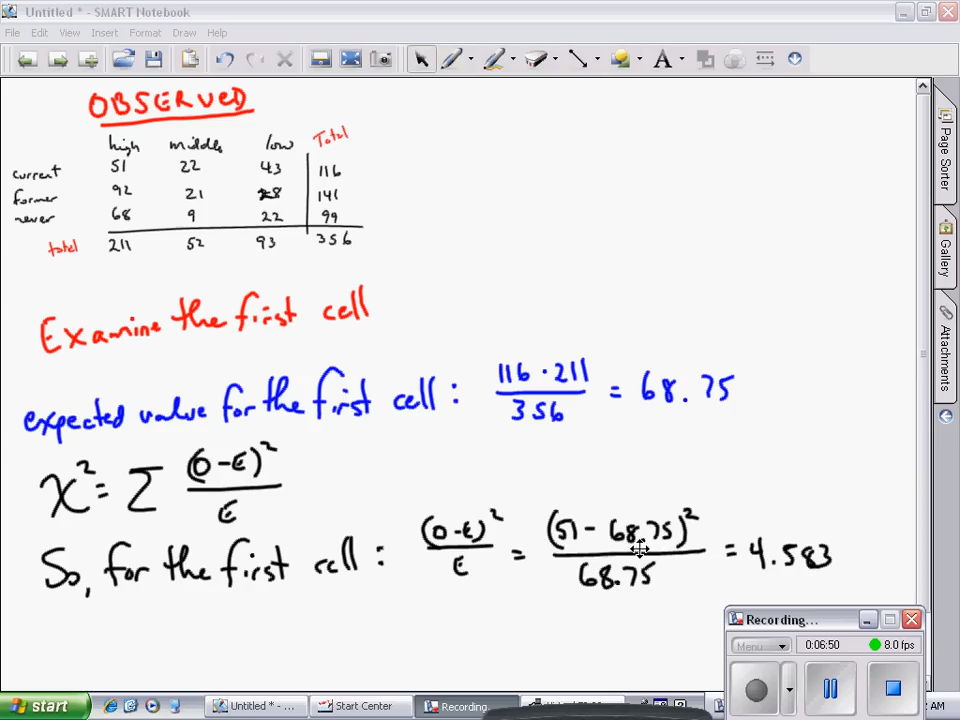 Untitled * - SMART Notebook
File Edit View Insert Format Draw Help
OBSERVED
high middle low Total
current 51 22 43 116
former 92 21 28 141
never 68 9 22 99
total 211 52 93 356
Examine the first cell
expected value for the first cell : 116 · 211 / 356 = 68.75
χ² = Σ (O - E)² / E
So, for the first cell : (O - E)² / E = (51 - 68.75)² / 68.75 = 4.583
Page Sorter
Gallery
Attachments
Recording...
Menu 0:06:50 8.0 fps
start Untitled * - ... Start Center Recording...